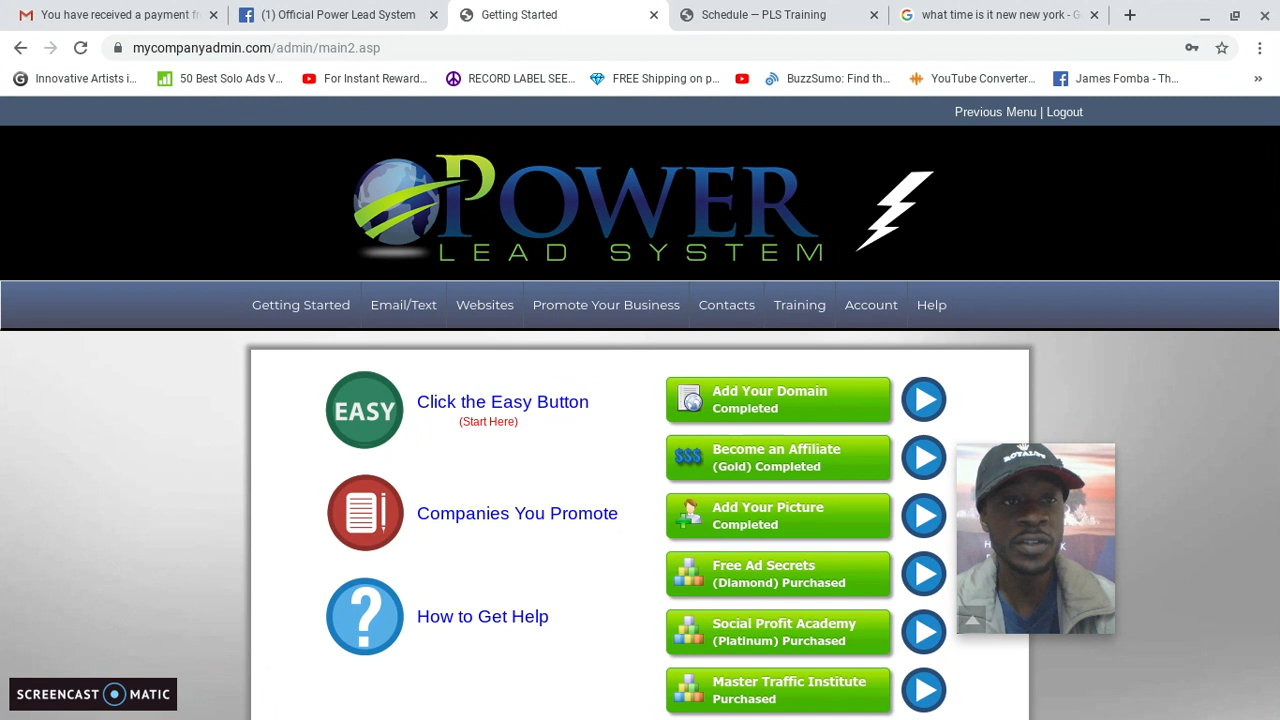 You have received a payment fr
(1) Official Power Lead System
Getting Started
Schedule — PLS Training
what time is it new new york - G
mycompanyadmin.com/admin/main2.asp
Innovative Artists i...
50 Best Solo Ads V...
For Instant Reward...
RECORD LABEL SEE...
FREE Shipping on p...
BuzzSumo: Find th...
YouTube Converter...
James Fomba - Th...
Previous Menu | Logout
POWER
LEAD SYSTEM
Getting Started
Email/Text
Websites
Promote Your Business
Contacts
Training
Account
Help
EASY
Click the Easy Button
(Start Here)
Companies You Promote
?
How to Get Help
Add Your Domain
Completed
$$$
Become an Affiliate
(Gold) Completed
Add Your Picture
Completed
Free Ad Secrets
(Diamond) Purchased
Social Profit Academy
(Platinum) Purchased
Master Traffic Institute
Purchased
ROYALTY
SCREENCAST MATIC